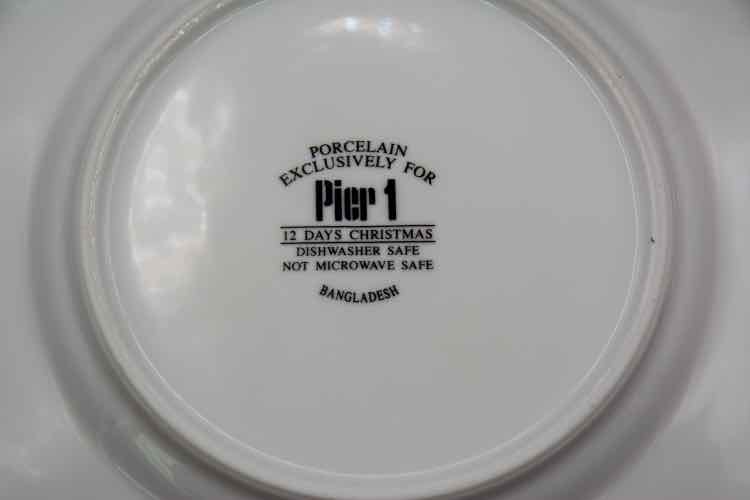 PORCELAIN
EXCLUSIVELY FOR
Pier 1
12 DAYS CHRISTMAS
DISHWASHER SAFE
NOT MICROWAVE SAFE
BANGLADESH